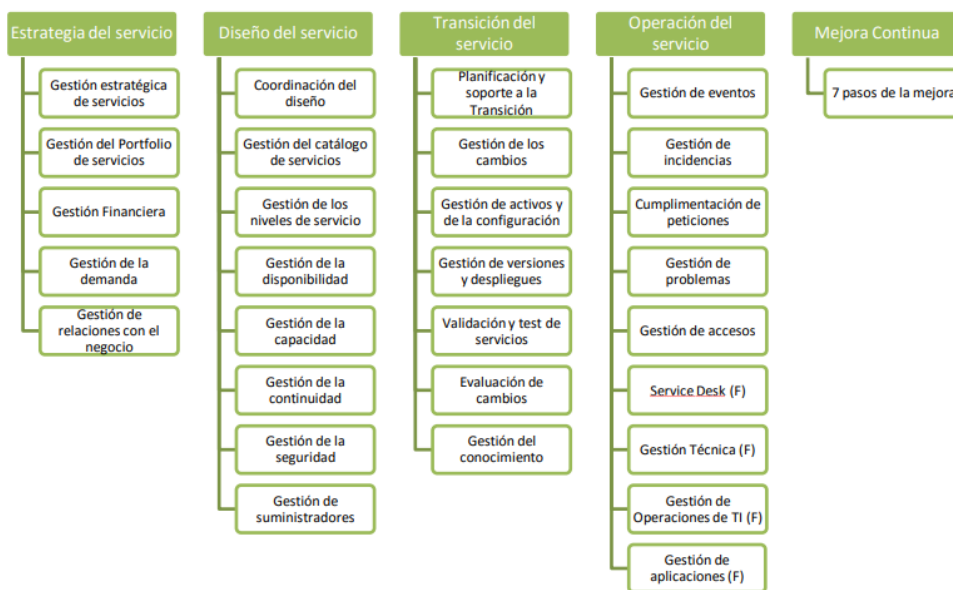 Estrategia del servicio
Gestión estratégica
de servicios
Gestión del Portfolio
de servicios
Gestión Financiera
Gestión de la
demanda
Gestión de
relaciones con el
negocio
Diseño del servicio
Coordinación del
diseño
Gestión del catálogo
de servicios
Gestión de los
niveles de servicio
Gestión de la
disponibilidad
Gestión de la
capacidad
Gestión de la
continuidad
Gestión de la
seguridad
Gestión de
suministradores
Transición del
servicio
Planificación y
soporte a la
Transición
Gestión de los
cambios
Gestión de activos y
de la configuración
Gestión de versiones
y despliegues
Validación y test de
servicios
Evaluación de
cambios
Gestión del
conocimiento
Operación del
servicio
Gestión de eventos
Gestión de
incidencias
Cumplimentación de
peticiones
Gestión de
problemas
Gestión de accesos
Service Desk (F)
Gestión Técnica (F)
Gestión de
Operaciones de TI (F)
Gestión de
aplicaciones (F)
Mejora Continua
7 pasos de la mejora